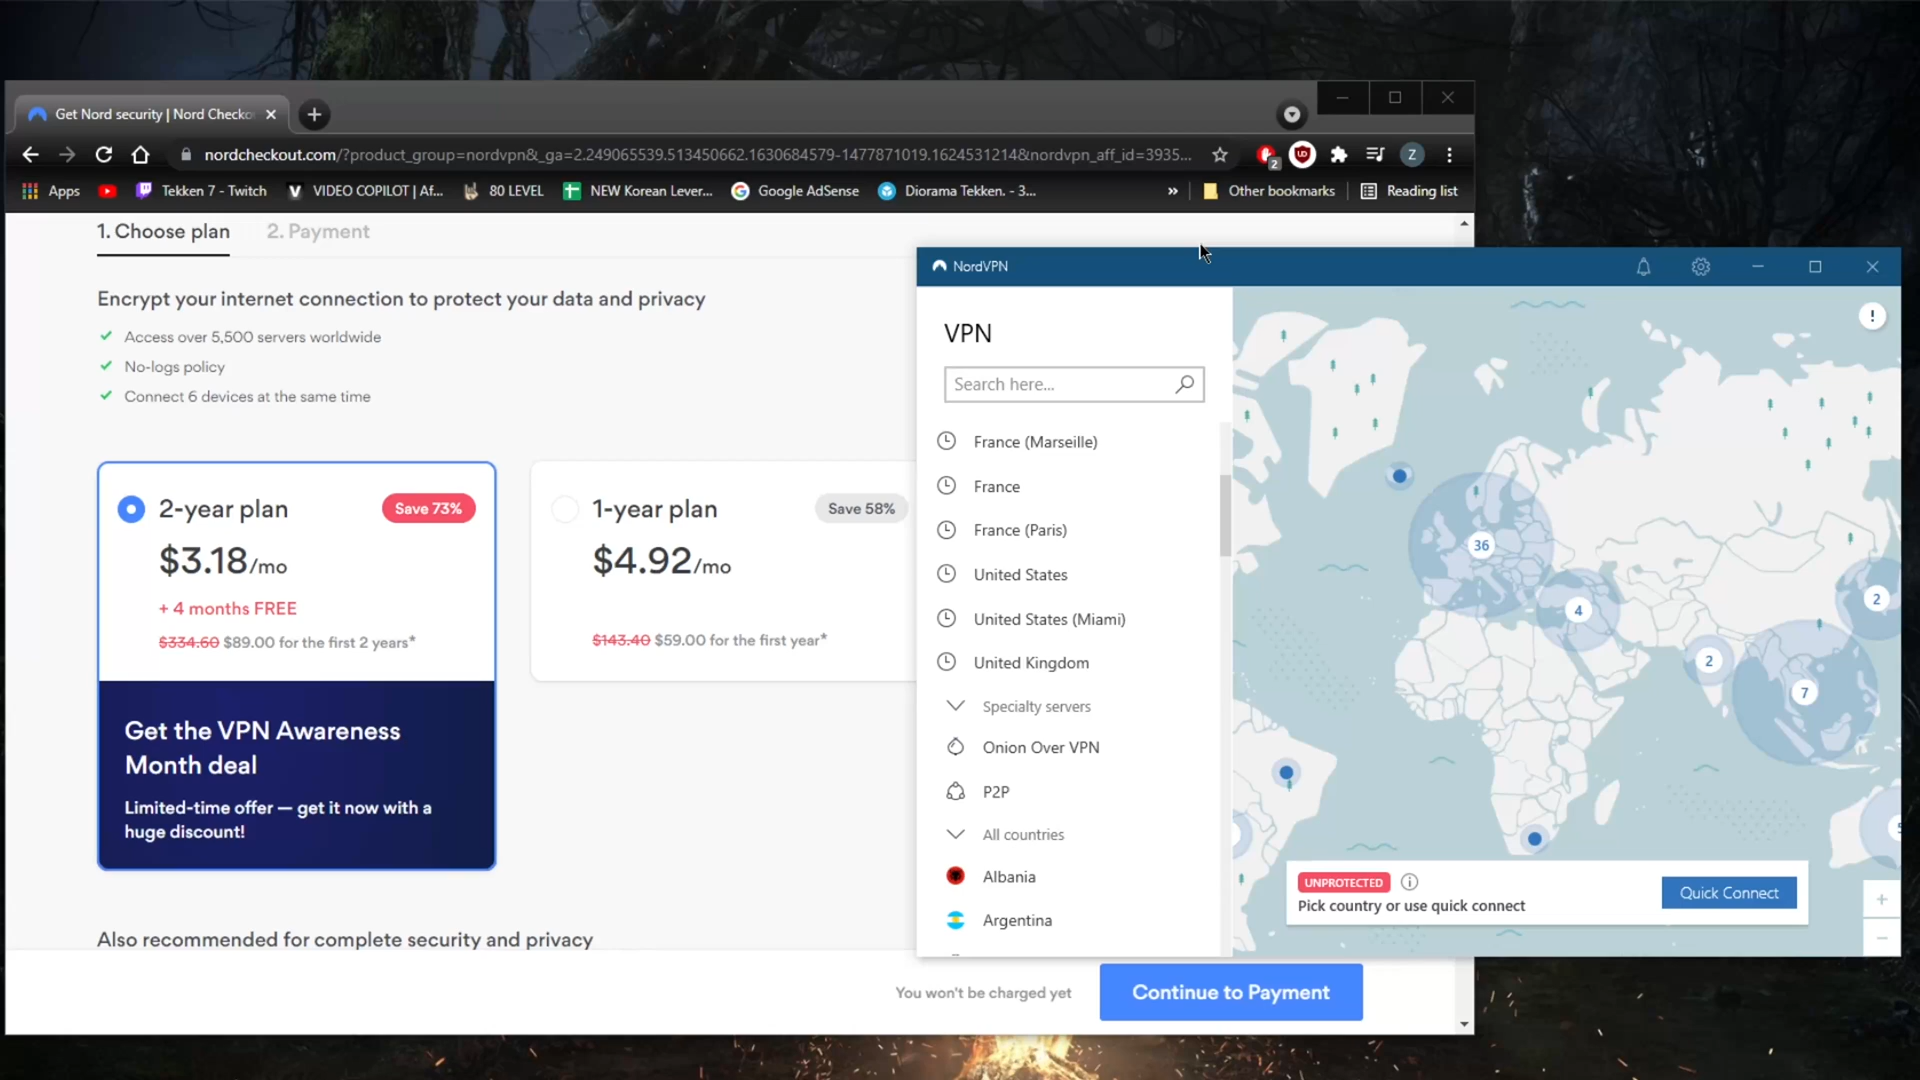 Get Nord security | Nord Checko
nordcheckout.com/?product_group=nordvpn&_ga=2.249065539.513450662.1630684579-1477871019.1624531214&nordvpn_aff_id=3935...
2
Z
Apps
Tekken 7 - Twitch
VIDEO COPILOT | Af...
80 LEVEL
NEW Korean Lever...
Google AdSense
Diorama Tekken. - 3...
»
Other bookmarks
Reading list
1. Choose plan
2. Payment
Encrypt your internet connection to protect your data and privacy
Access over 5,500 servers worldwide
No-logs policy
Connect 6 devices at the same time
2-year plan
Save 73%
$3.18/mo
+ 4 months FREE
$334.60 $89.00 for the first 2 years*
Get the VPN Awareness
Month deal
Limited-time offer — get it now with a
huge discount!
1-year plan
Save 58%
$4.92/mo
$143.40 $59.00 for the first year*
Also recommended for complete security and privacy
You won't be charged yet
Continue to Payment
NordVPN
VPN
Search here...
France (Marseille)
France
France (Paris)
United States
United States (Miami)
United Kingdom
Specialty servers
Onion Over VPN
P2P
All countries
Albania
Argentina
!
36
4
2
2
7
UNPROTECTED
Pick country or use quick connect
Quick Connect
+
−